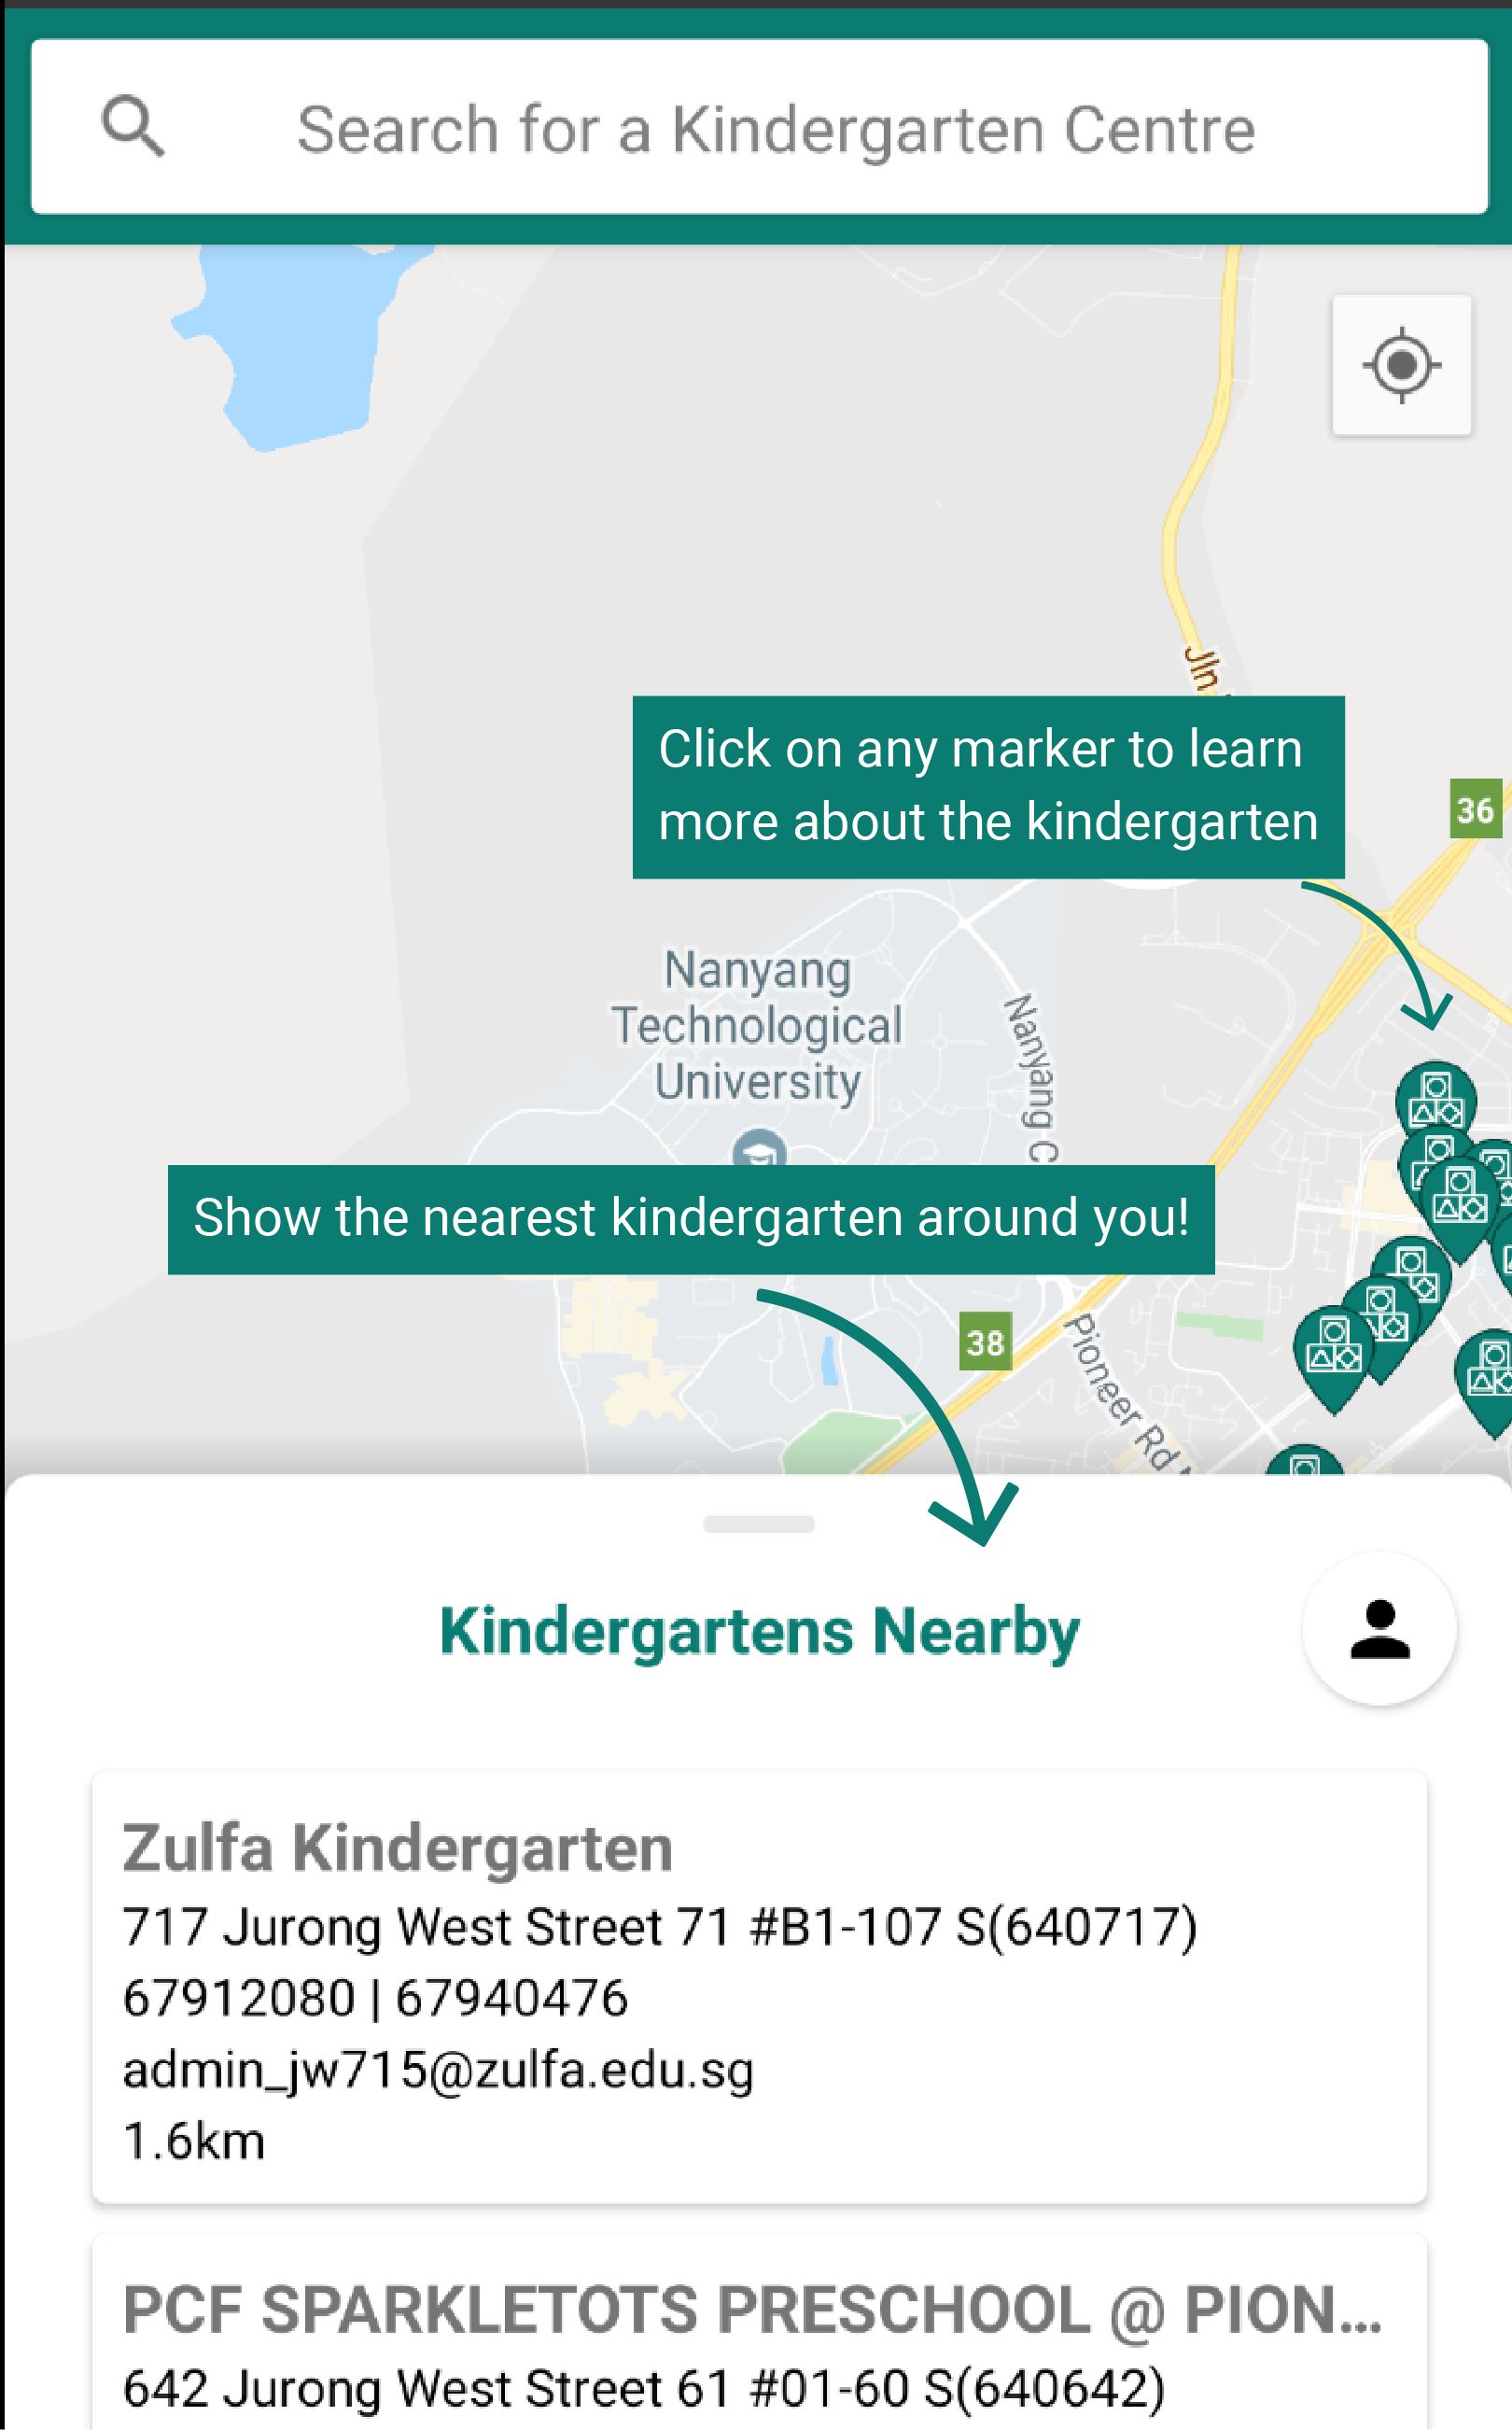 Search for a Kindergarten Centre
Jln
Click on any marker to learn
more about the kindergarten
36
Nanyang
Technological
University
Nanyang C
Show the nearest kindergarten around you!
38
Pioneer Rd
Kindergartens Nearby
Zulfa Kindergarten
717 Jurong West Street 71 #B1-107 S(640717)
67912080 | 67940476
admin_jw715@zulfa.edu.sg
1.6km
PCF SPARKLETOTS PRESCHOOL @ PION...
642 Jurong West Street 61 #01-60 S(640642)